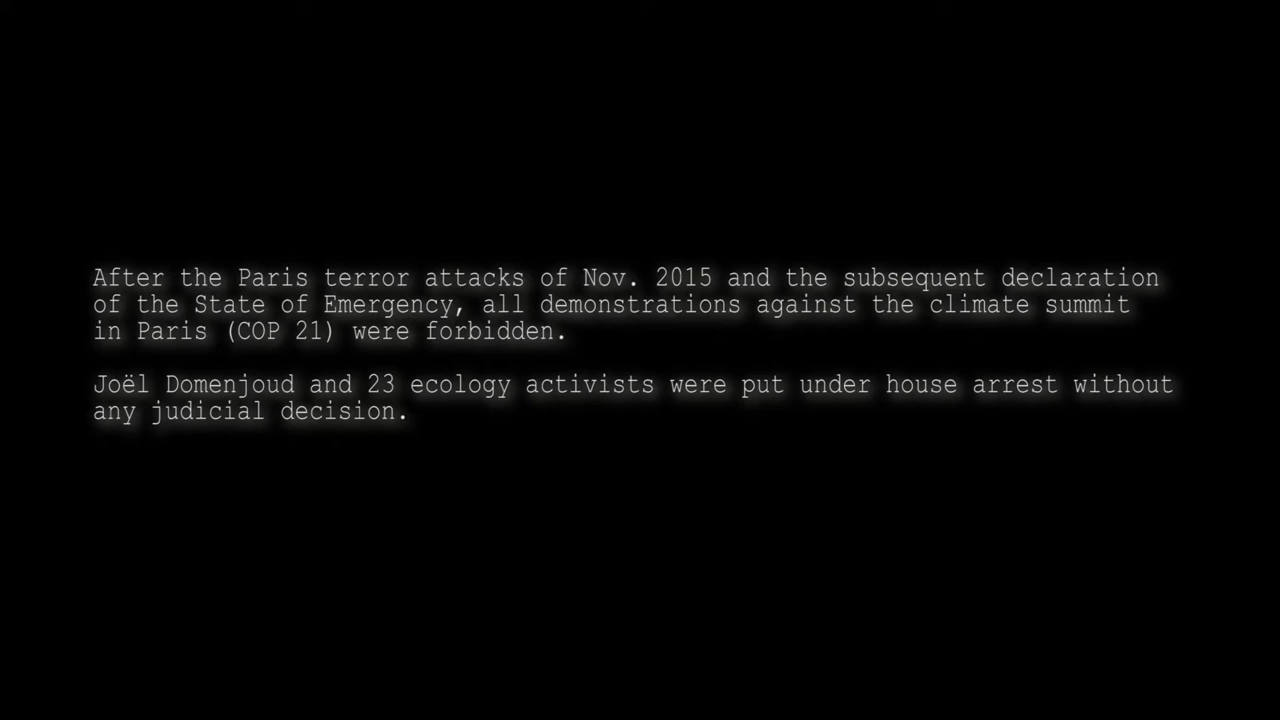 After the Paris terror attacks of Nov. 2015 and the subsequent declaration
of the State of Emergency, all demonstrations against the climate summit
in Paris (COP 21) were forbidden.
Joël Domenjoud and 23 ecology activists were put under house arrest without
any judicial decision.